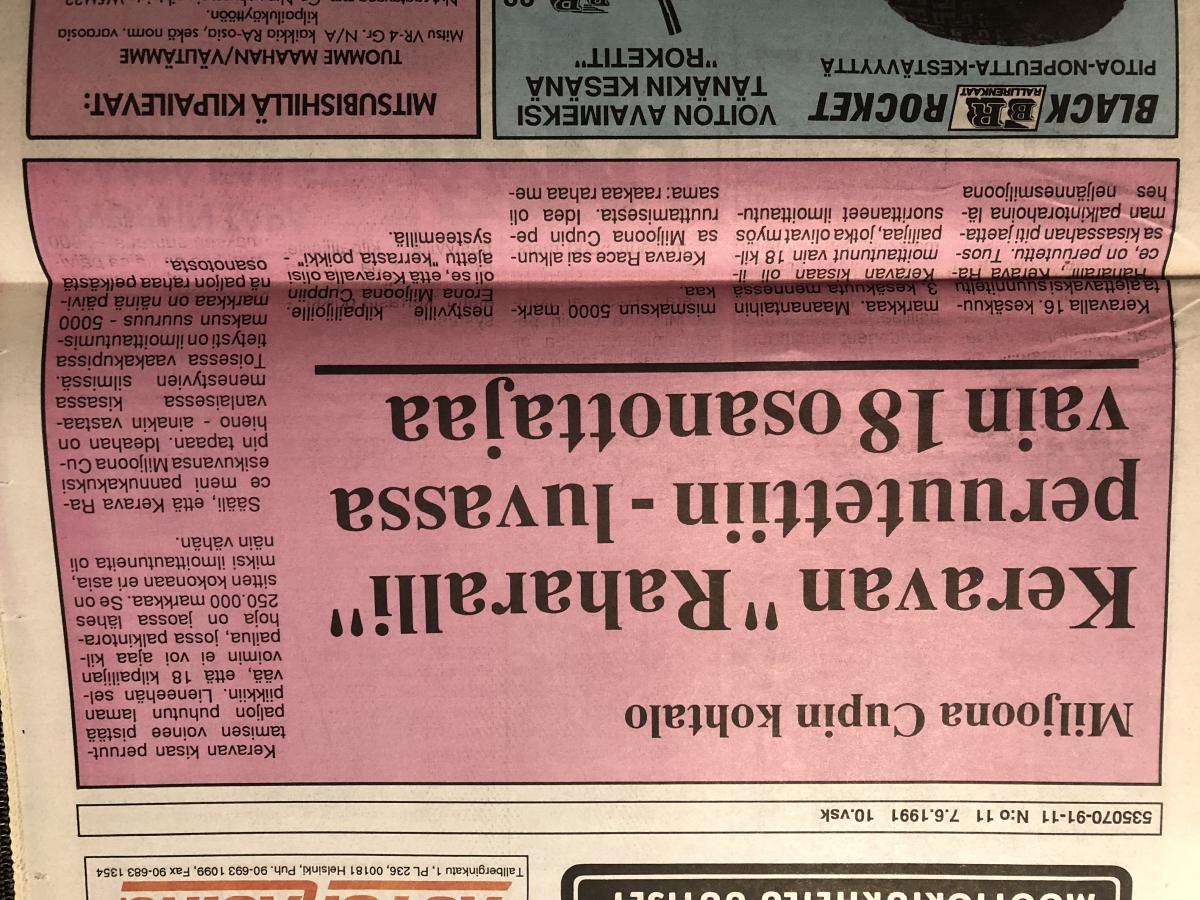 Tallberginkatu 1, PL 236, 00181 Helsinki, Puh. 90-693 1099, Fax 90-683 1354
535070-91-11 N:o 11 7.6.1991 10.vsk
Miljoona Cupin kohtalo
Keravan "Raharalli"
peruutettiin - luvassa
vain 18 osanottajaa
Keravalla 16. kesäkuu-
ta ajettavaksi suunniteltu
"Raharalli", Kerava Ra-
ce, on peruutettu. Tuos-
sa kisassahan piti jaetta-
man palkintorahoina lä-
hes neljännesmiljoona
markkaa. Maanantaihin
3. kesäkuuta mennessä
Keravan kisaan oli il-
moittautunut vain 18 kil-
pailijaa, jotka olivat myös
suorittaneet ilmoittautu-
mismaksun 5000 mark-
kaa.
Kerava Race sai alkun-
sa Miljoona Cupin pe-
ruuttamisesta. Idea oli
sama: raakaa rahaa me-
nestyville kilpailijoille.
Erona Miljoona Cuppiin
oli se, että Keravalla olisi
ajettu "kerrasta poikki" -
systeemillä.
Keravan kisan peruut-
tamisen voinee pistää
paljon puhutun laman
piikkiin. Lieneehän sel-
vää, että 18 kilpailijan
voimin ei voi ajaa kil-
pailua, jossa palkintora-
hoja on jaossa lähes
250.000 markkaa. Se on
sitten kokonaan eri asia,
miksi ilmoittautuneita oli
näin vähän.
Sääli, että Kerava Ra-
ce meni pannukakuksi
esikuvansa Miljoona Cu-
pin tapaan. Ideahan on
hieno - ainakin vastaa-
vanlaisessa kisassa
menestyvien silmissä.
Toisessa vaakakupissa
tietysti on ilmoittautumis-
maksun suuruus - 5000
markkaa on näinä päivi-
nä paljon rahaa pelkästä
osanotosta.
BLACK BR ROCKET
RALLIRENKAAT
PITOA-NOPEUTTA-KESTÄVYYTTÄ
VOITON AVAIMEKSI
TÄNÄKIN KESÄNÄ
"ROKETIT"
MITSUBISHILLÄ KILPAILEVAT:
TUOMME MAAHAN/VÄLITÄMME
Mitsu VR-4 Gr. N/A kaikkia RA-osia, sekä norm. varaosia
kilpailukäyttöön.